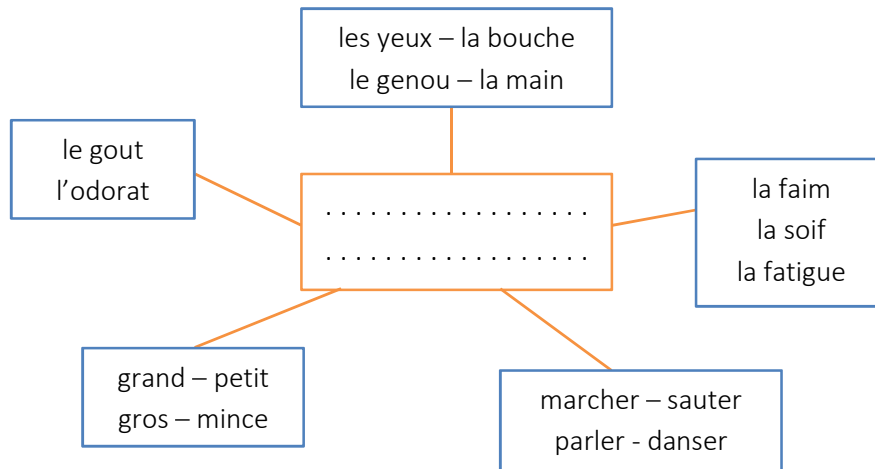 les yeux – la bouche
le genou – la main
le gout
l’odorat
. . . . . . . . . . . . . . . . . .
. . . . . . . . . . . . . . . . . .
la faim
la soif
la fatigue
grand – petit
gros – mince
marcher – sauter
parler - danser